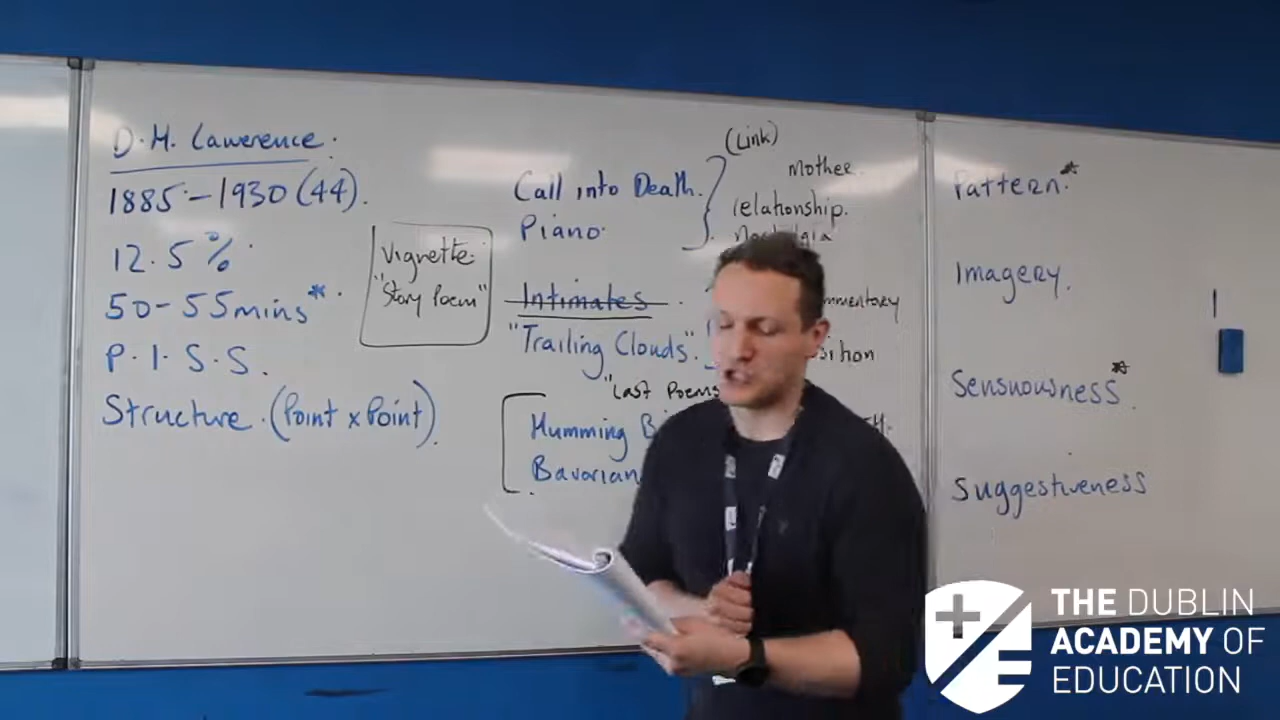 D.H. Lawerence.
1885-1930 (44).
12.5%
50-55mins*.
P.I.S.S.
Structure. (Point x Point)
Vignette.
"Story Poem"
Call into Death.
Piano.
(Link)
Mother
relationship.
Nostalgia
Intimates
"Trailing Clouds".
"Last Poems
Humming
Bavarian
Pattern.*
Imagery.
Sensuousness*.
Suggestiveness
THE DUBLIN
ACADEMY OF
EDUCATION